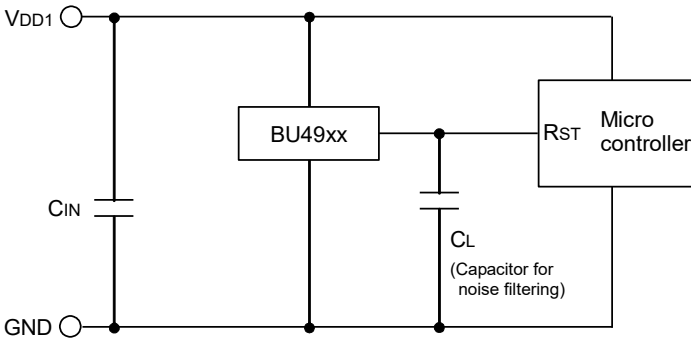 VDD1
BU49xx
RST
Micro
controller
CIN
CL
(Capacitor for
noise filtering)
GND